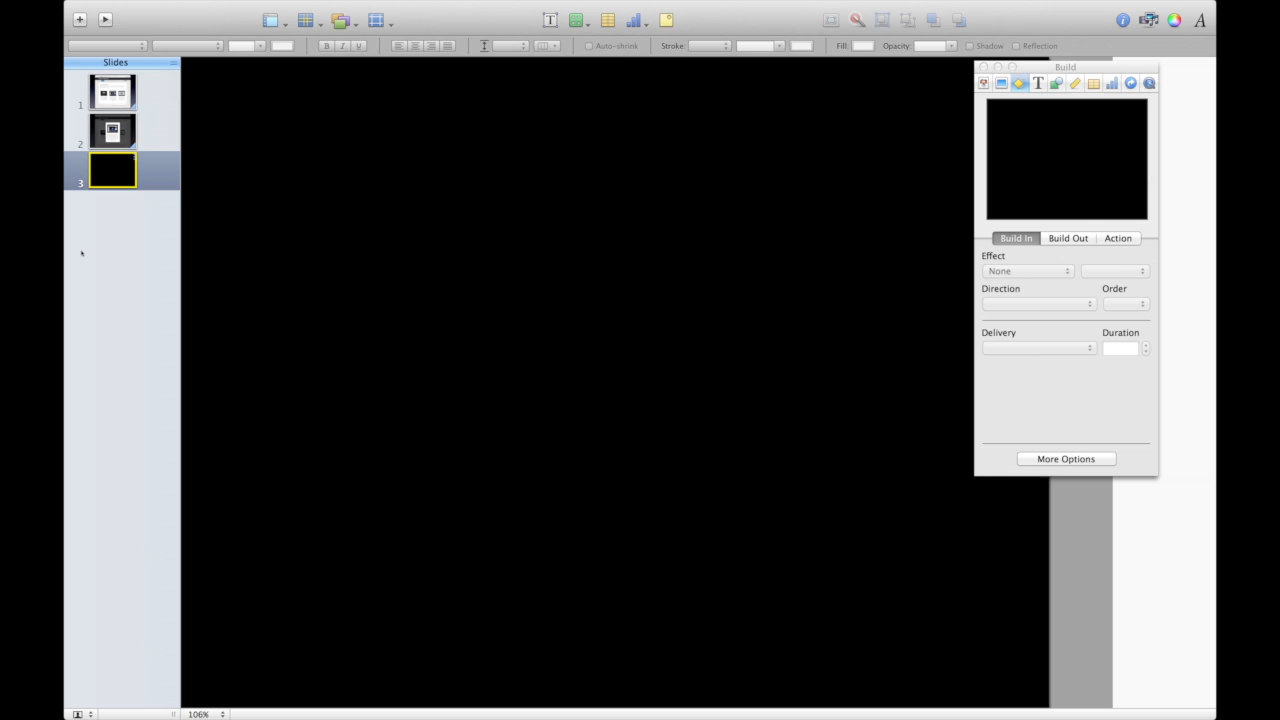 B I U
Auto-shrink
Stroke:
Fill:
Opacity:
Shadow
Reflection
Slides
1
2
3
Build
T
Build In
Build Out
Action
Effect
None
Direction
Order
Delivery
Duration
More Options
106%